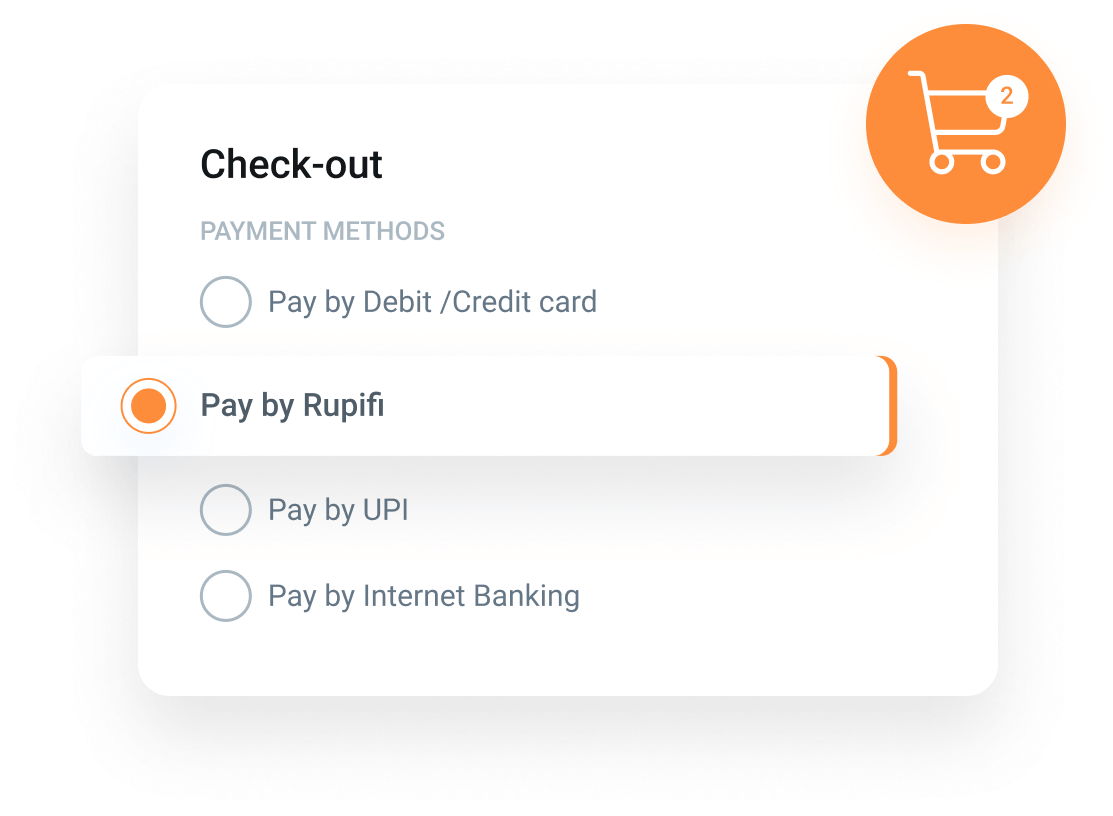 2
Check-out
PAYMENT METHODS
Pay by Debit /Credit card
Pay by Rupifi
Pay by UPI
Pay by Internet Banking